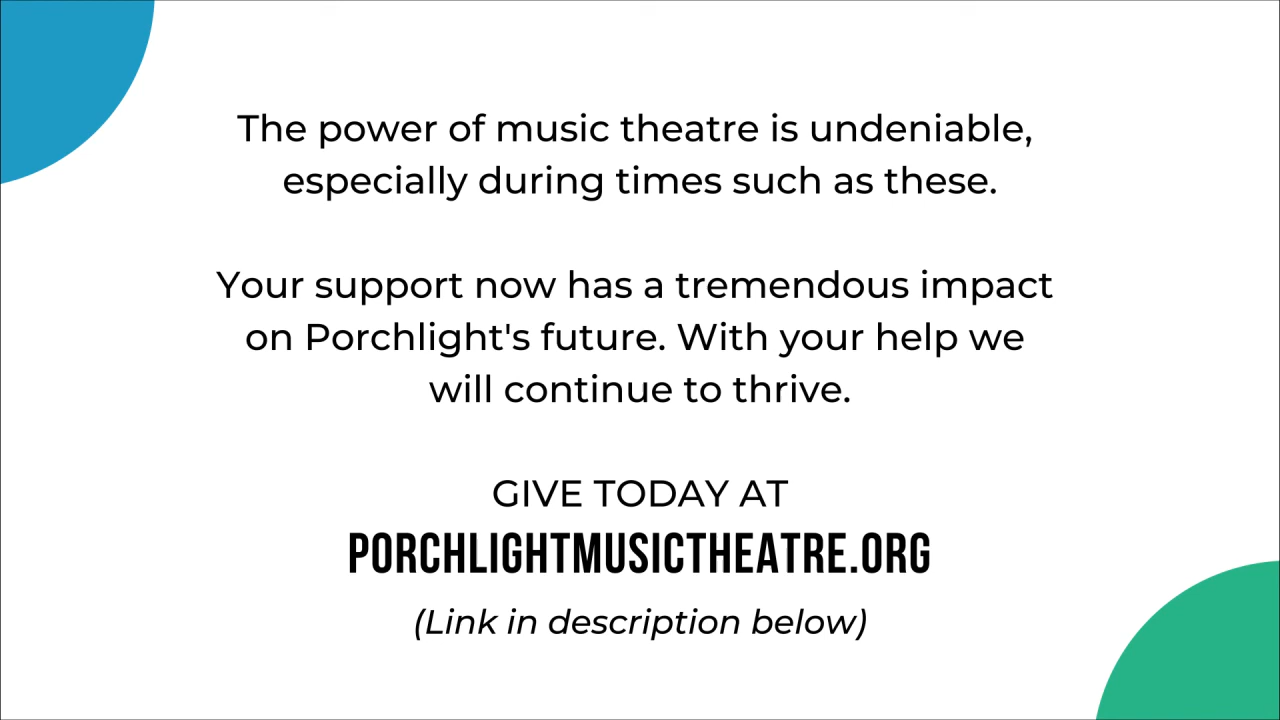 The power of music theatre is undeniable,
especially during times such as these.
Your support now has a tremendous impact
on Porchlight's future. With your help we
will continue to thrive.
GIVE TODAY AT
PORCHLIGHTMUSICTHEATRE.ORG
(Link in description below)